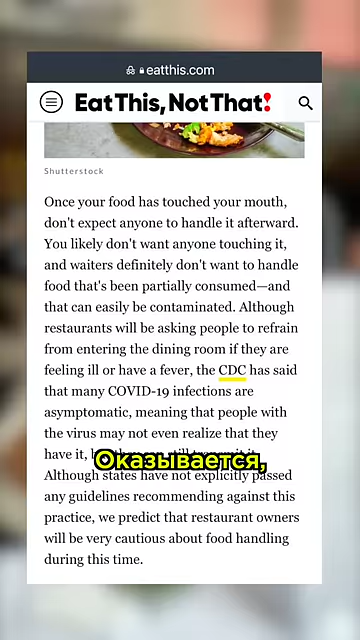 eatthis.com
Eat This, Not That!
Shutterstock
Once your food has touched your mouth,
don't expect anyone to handle it afterward.
You likely don't want anyone touching it,
and waiters definitely don't want to handle
food that's been partially consumed—and
that can easily be contaminated. Although
restaurants will be asking people to refrain
from entering the dining room if they are
feeling ill or have a fever, the CDC has said
that many COVID-19 infections are
asymptomatic, meaning that people with
the virus may not even realize that they
have it,
Оказывается,
Although states have not explicitly passed
any guidelines recommending against this
practice, we predict that restaurant owners
will be very cautious about food handling
during this time.